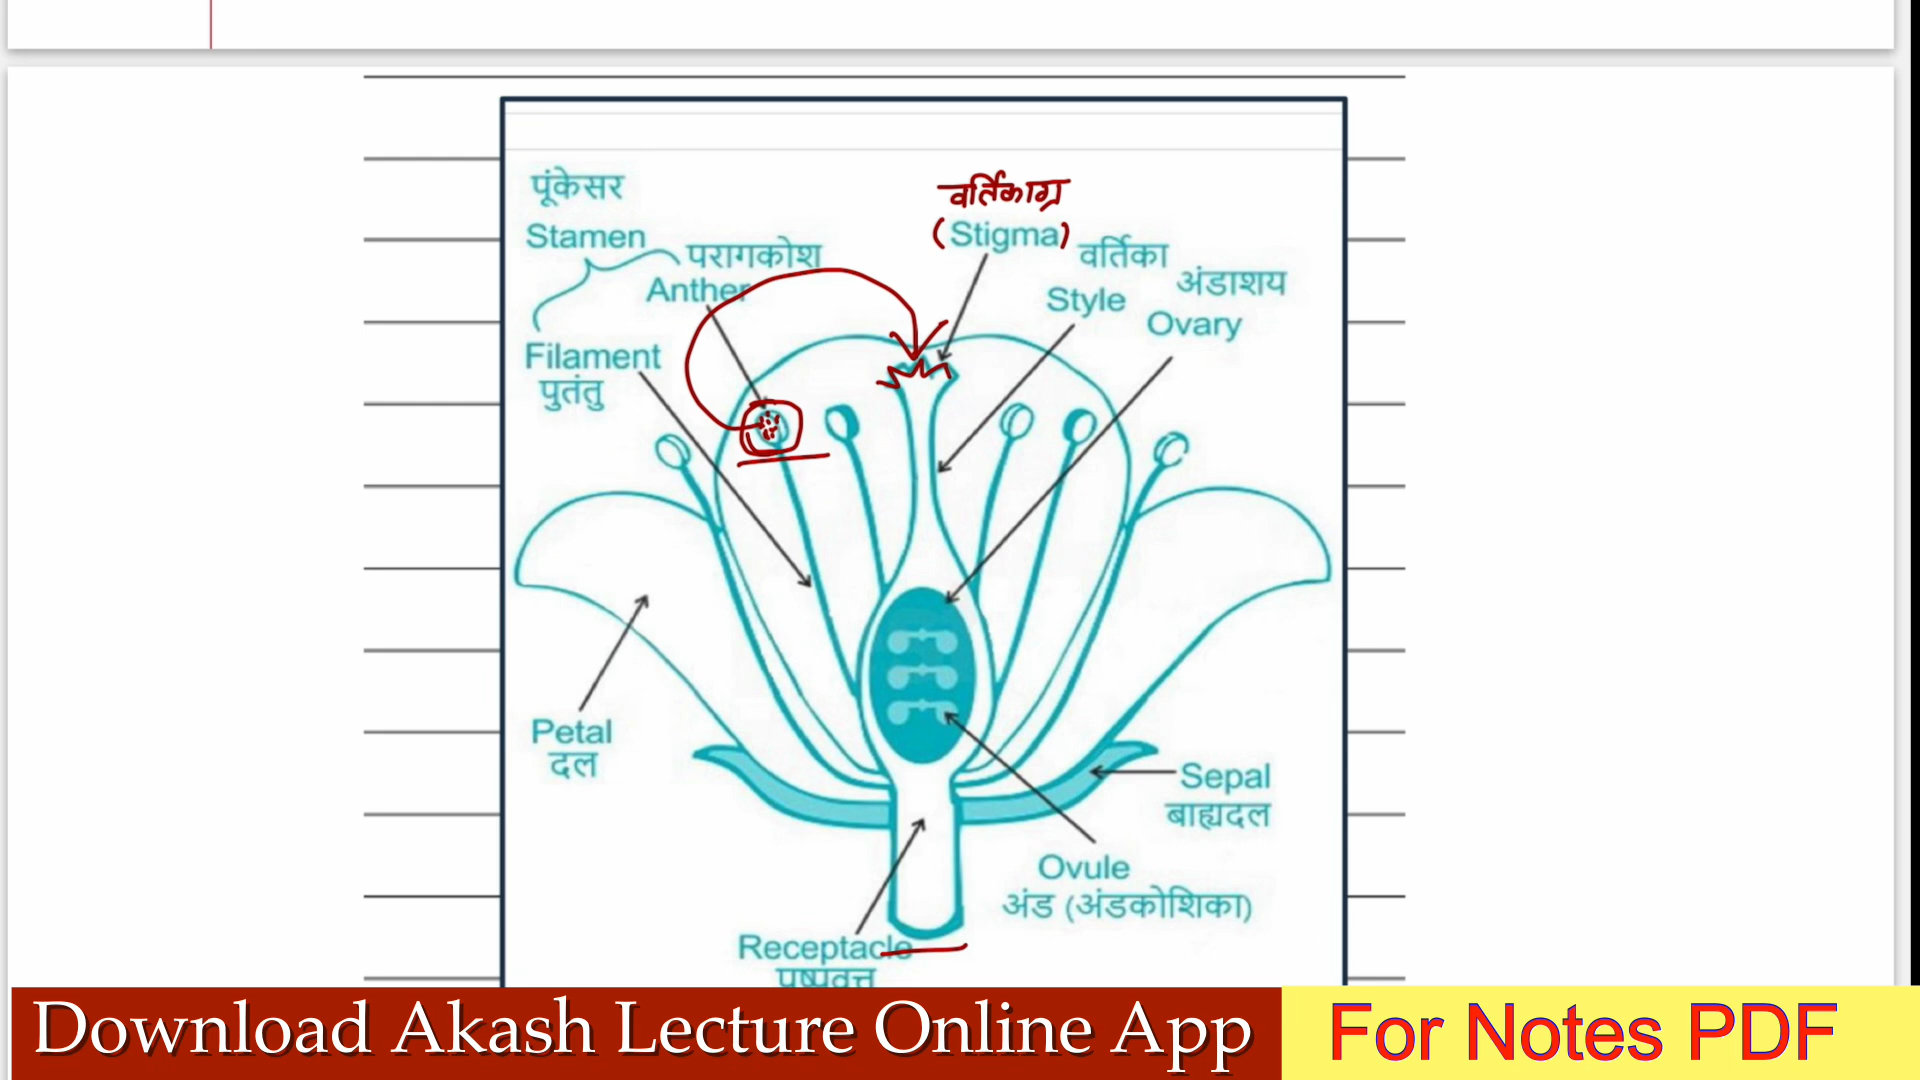 पूंकेसर
Stamen
परागकोश
Anther
Filament
पुतंतु
वर्तिकाग्र
(Stigma)
वर्तिका
Style
अंडाशय
Ovary
Petal
दल
Sepal
बाह्यदल
Ovule
अंड (अंडकोशिका)
Receptacle
Download Akash Lecture Online App
For Notes PDF